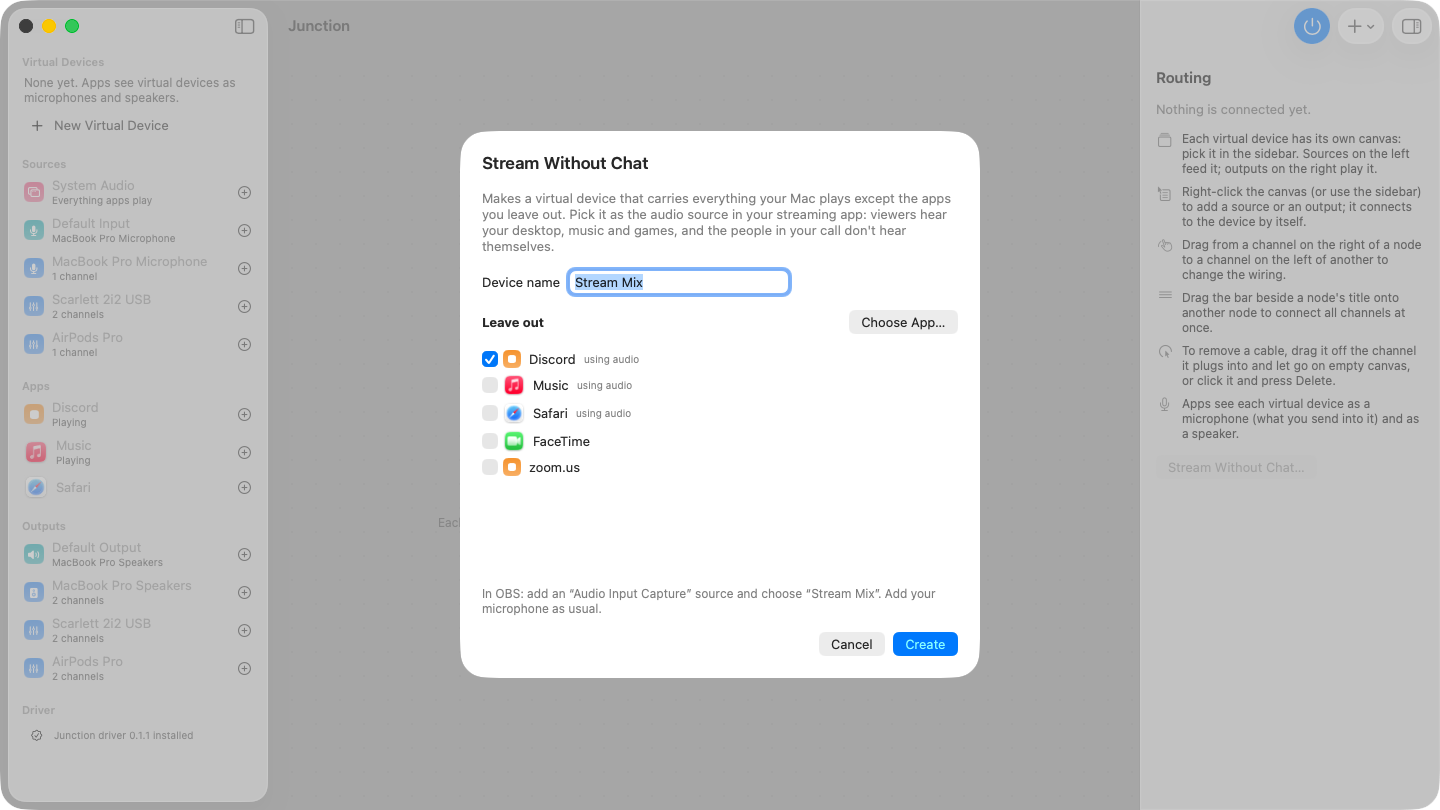 Junction
Virtual Devices
None yet. Apps see virtual devices as
microphones and speakers.
New Virtual Device
Sources
System Audio
Everything apps play
Default Input
MacBook Pro Microphone
MacBook Pro Microphone
1 channel
Scarlett 2i2 USB
2 channels
AirPods Pro
1 channel
Apps
Discord
Playing
Music
Playing
Safari
Outputs
Default Output
MacBook Pro Speakers
MacBook Pro Speakers
2 channels
Scarlett 2i2 USB
2 channels
AirPods Pro
2 channels
Driver
Junction driver 0.1.1 installed
Each
Stream Without Chat
Makes a virtual device that carries everything your Mac plays except the apps
you leave out. Pick it as the audio source in your streaming app: viewers hear
your desktop, music and games, and the people in your call don't hear
themselves.
Device name Stream Mix
Leave out Choose App...
Discord using audio
Music using audio
Safari using audio
FaceTime
zoom.us
In OBS: add an “Audio Input Capture” source and choose “Stream Mix”. Add your
microphone as usual.
Cancel Create
Routing
Nothing is connected yet.
Each virtual device has its own canvas:
pick it in the sidebar. Sources on the left
feed it; outputs on the right play it.
Right-click the canvas (or use the sidebar)
to add a source or an output; it connects
to the device by itself.
Drag from a channel on the right of a node
to a channel on the left of another to
change the wiring.
Drag the bar beside a node's title onto
another node to connect all channels at
once.
To remove a cable, drag it off the channel
it plugs into and let go on empty canvas,
or click it and press Delete.
Apps see each virtual device as a
microphone (what you send into it) and as
a speaker.
Stream Without Chat...